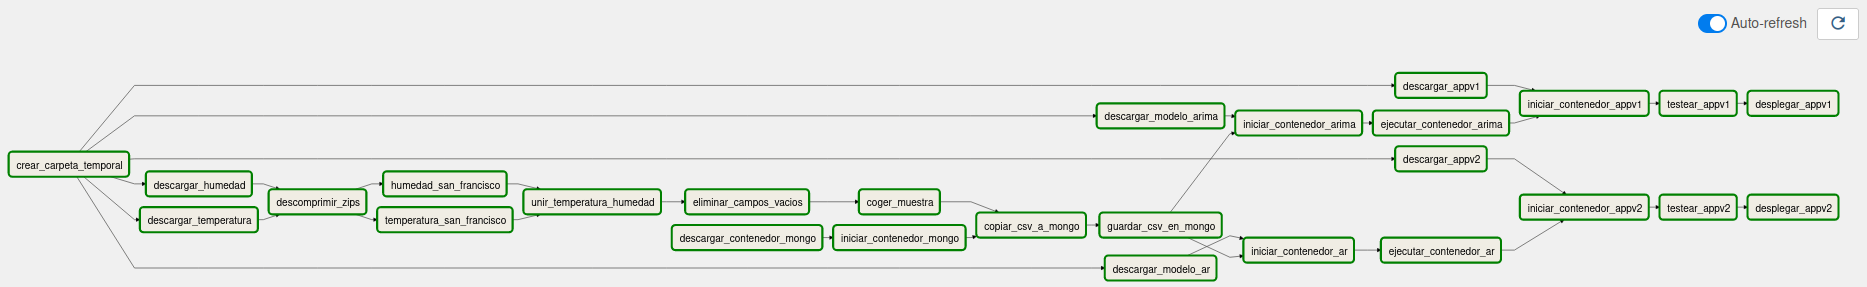 Auto-refresh
descargar_appv1
iniciar_contenedor_appv1
testear_appv1
desplegar_appv1
descargar_modelo_arima
iniciar_contenedor_arima
ejecutar_contenedor_arima
crear_carpeta_temporal
descargar_appv2
descargar_humedad
humedad_san_francisco
descomprimir_zips
unir_temperatura_humedad
eliminar_campos_vacios
coger_muestra
descargar_temperatura
temperatura_san_francisco
iniciar_contenedor_appv2
testear_appv2
desplegar_appv2
copiar_csv_a_mongo
guardar_csv_en_mongo
descargar_contenedor_mongo
iniciar_contenedor_mongo
iniciar_contenedor_ar
ejecutar_contenedor_ar
descargar_modelo_ar